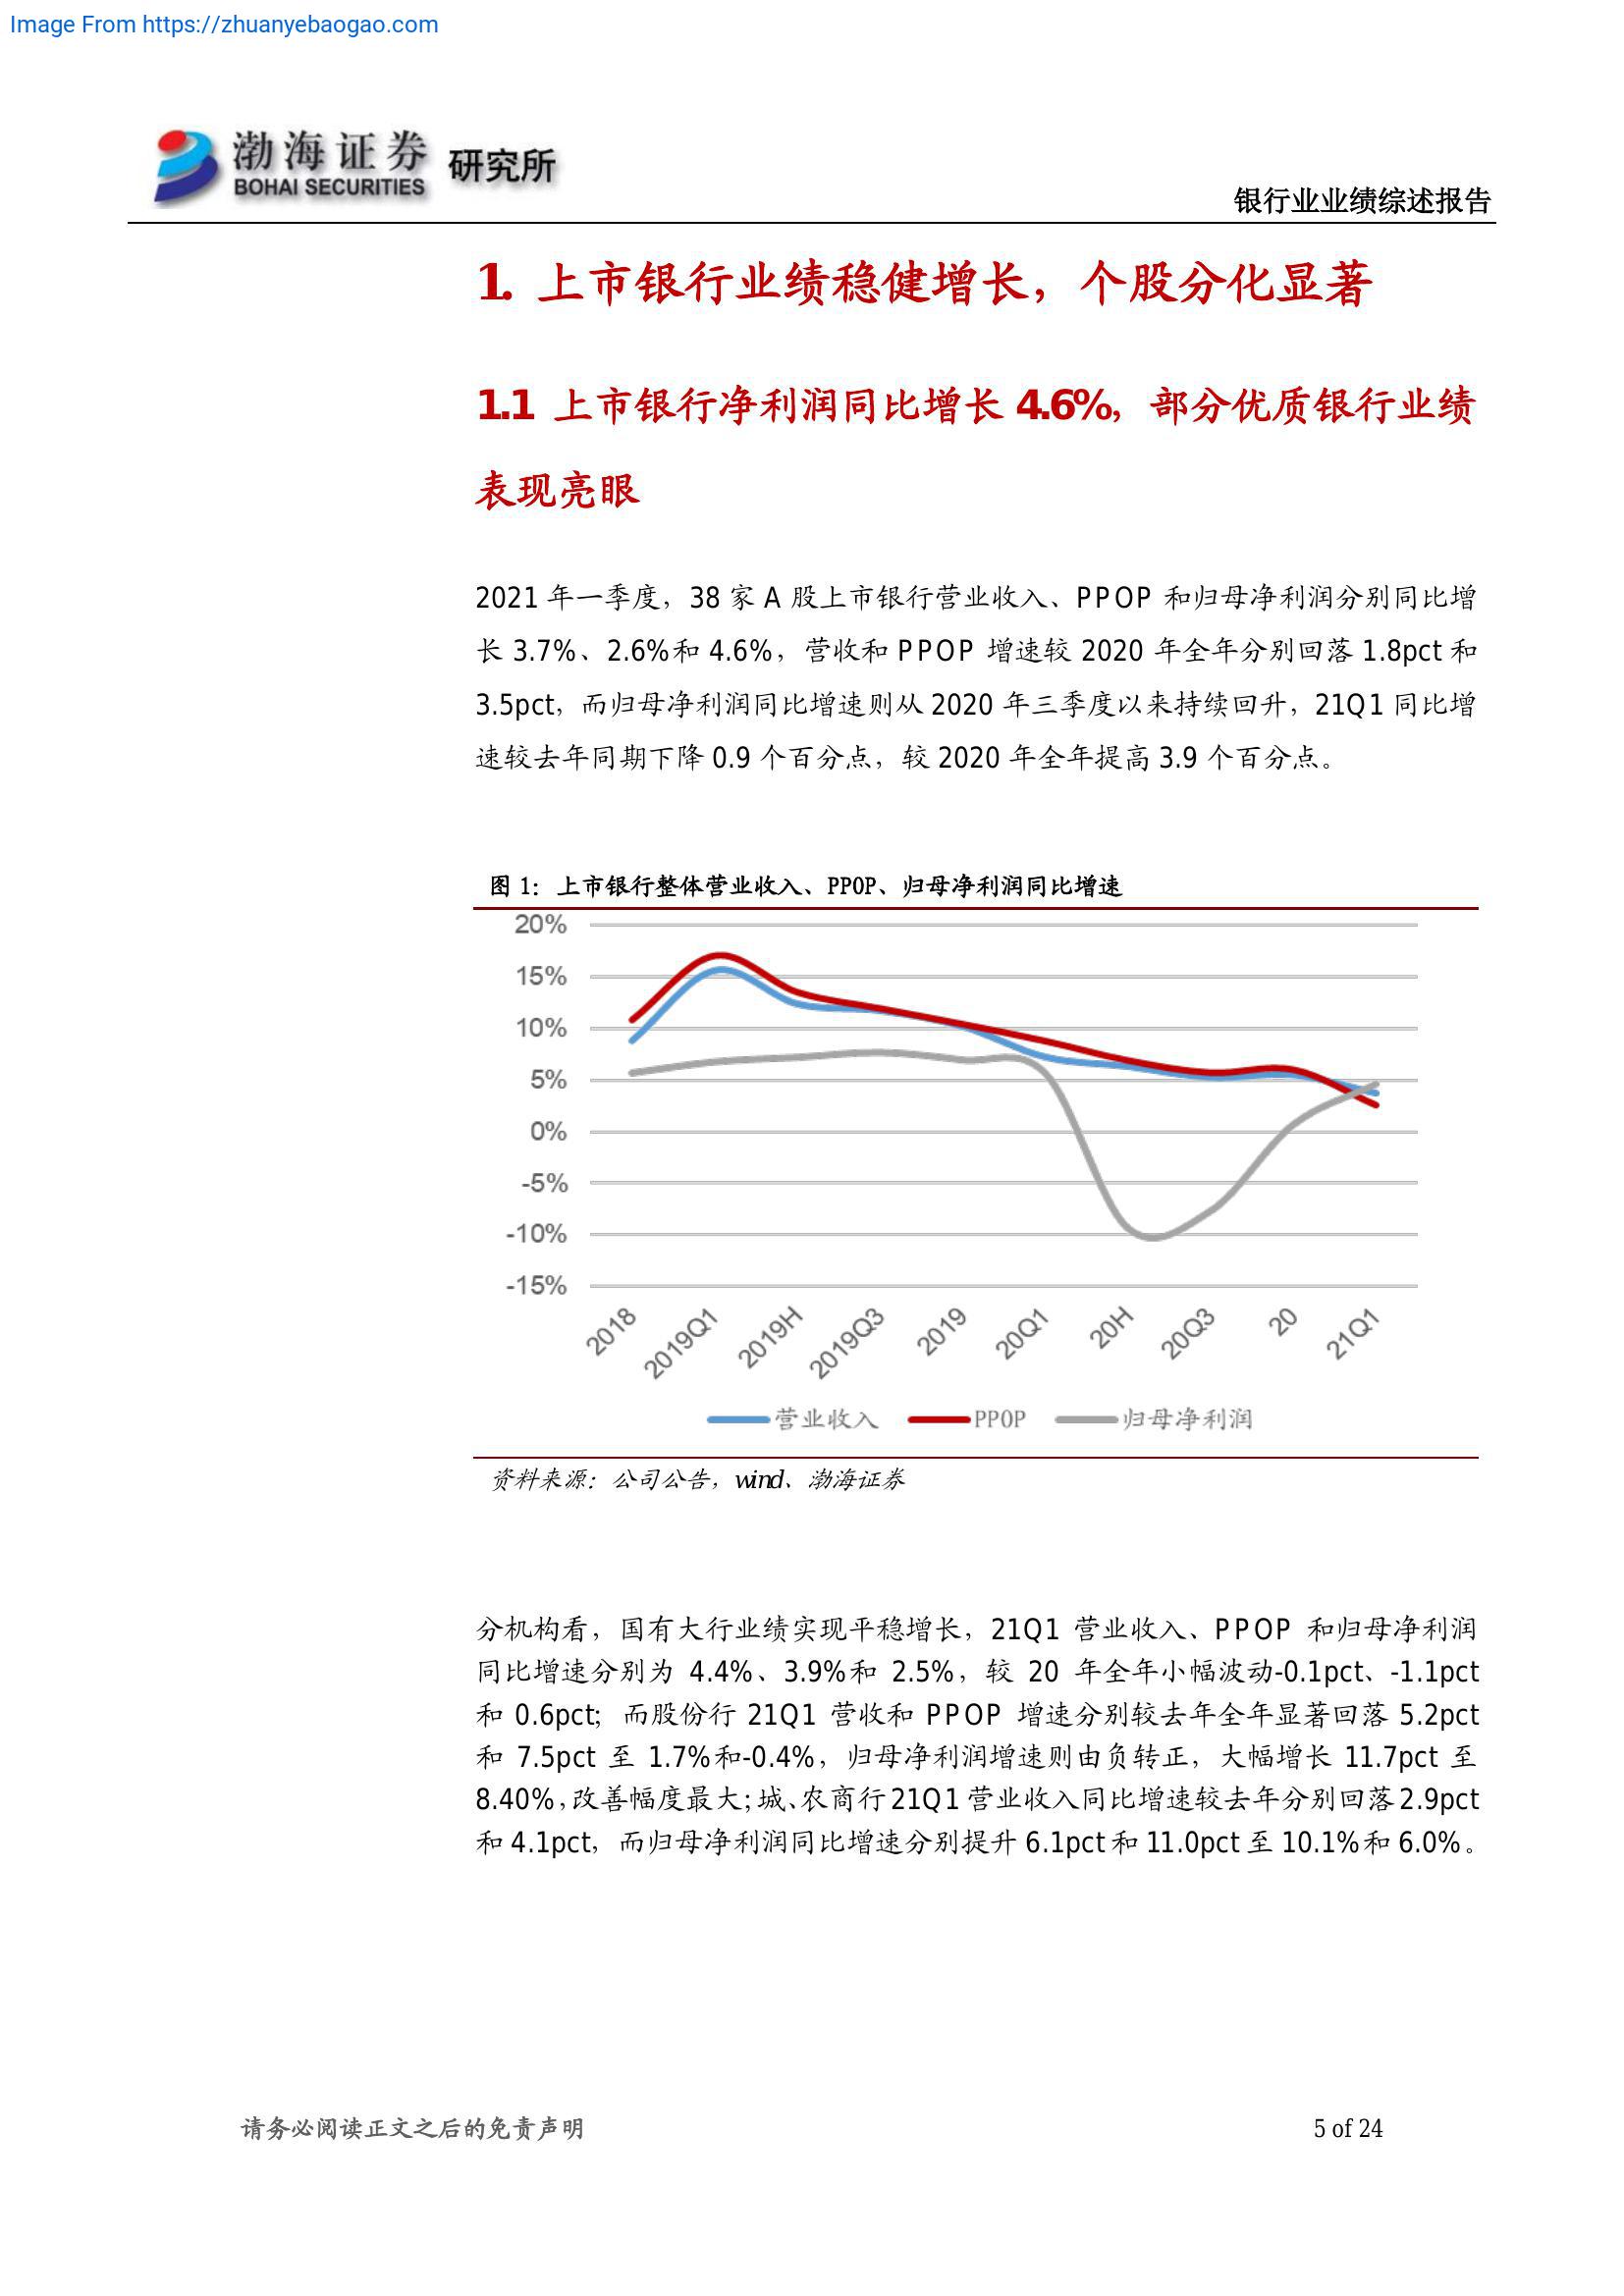 Image From https://zhuanyebaogao.com
渤海证券 研究所
BOHAI SECURITIES
银行业业绩综述报告
1. 上市银行业绩稳健增长，个股分化显著
1.1 上市银行净利润同比增长 4.6%，部分优质银行业绩
表现亮眼
2021 年一季度，38 家 A 股上市银行营业收入、PPOP 和归母净利润分别同比增
长 3.7%、2.6%和 4.6%，营收和 PPOP 增速较 2020 年全年分别回落 1.8pct 和
3.5pct，而归母净利润同比增速则从 2020 年三季度以来持续回升，21Q1 同比增
速较去年同期下降 0.9 个百分点，较 2020 年全年提高 3.9 个百分点。
图 1：上市银行整体营业收入、PPOP、归母净利润同比增速
20%
15%
10%
5%
0%
-5%
-10%
-15%
2018 2019Q1 2019H 2019Q3 2019 20Q1 20H 20Q3 20 21Q1
营业收入 PPOP 归母净利润
资料来源：公司公告，wind、渤海证券
分机构看，国有大行业绩实现平稳增长，21Q1 营业收入、PPOP 和归母净利润
同比增速分别为 4.4%、3.9%和 2.5%，较 20 年全年小幅波动-0.1pct、-1.1pct
和 0.6pct；而股份行 21Q1 营收和 PPOP 增速分别较去年全年显著回落 5.2pct
和 7.5pct 至 1.7%和-0.4%，归母净利润增速则由负转正，大幅增长 11.7pct 至
8.40%，改善幅度最大；城、农商行 21Q1 营业收入同比增速较去年分别回落 2.9pct
和 4.1pct，而归母净利润同比增速分别提升 6.1pct 和 11.0pct 至 10.1%和 6.0%。
请务必阅读正文之后的免责声明
5 of 24